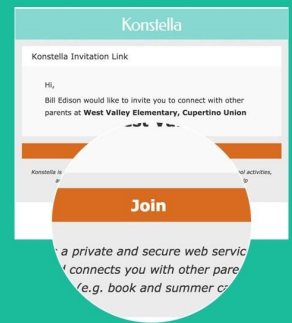 Konstella
Konstella Invitation Link
Hi,
Bill Edison would like to invite you to connect with other
parents at West Valley Elementary, Cupertino Union
Konstella is
ool activities,
Join
a private and secure web servic
connects you with other pare
(e.g. book and summer ca